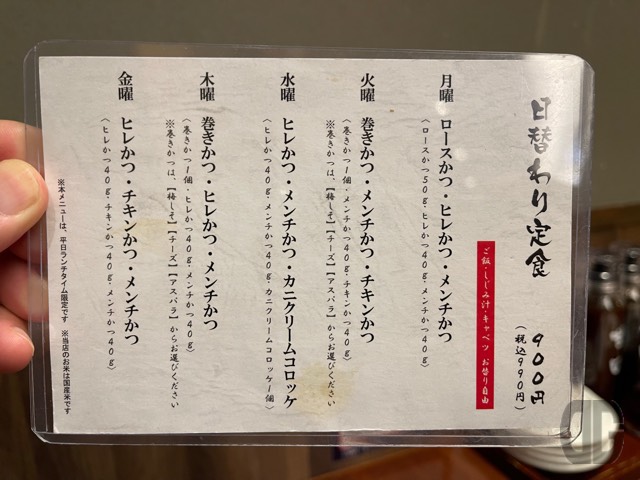 日替わり定食
900円
(税込990円)
ご飯・しじみ汁・キャベツ お替り自由
月曜 ロースかつ・ヒレかつ・メンチかつ
(ロースかつ50g・ヒレかつ40g・メンチかつ40g)
火曜 巻きかつ・メンチかつ・チキンかつ
(巻きかつ1個・メンチかつ40g・チキンかつ40g)
※巻きかつは、【梅しそ】【チーズ】【アスパラ】からお選びください
水曜 ヒレかつ・メンチかつ・カニクリームコロッケ
(ヒレかつ40g・メンチかつ40g・カニクリームコロッケ一個)
木曜 巻きかつ・ヒレかつ・メンチかつ
(巻きかつ1個・ヒレかつ40g・メンチかつ40g)
※巻きかつは、【梅しそ】【チーズ】【アスパラ】からお選びください
金曜 ヒレかつ・チキンかつ・メンチかつ
(ヒレかつ40g・チキンかつ40g・メンチかつ40g)
※本メニューは、平日ランチタイム限定です ※当店のお米は国産米です